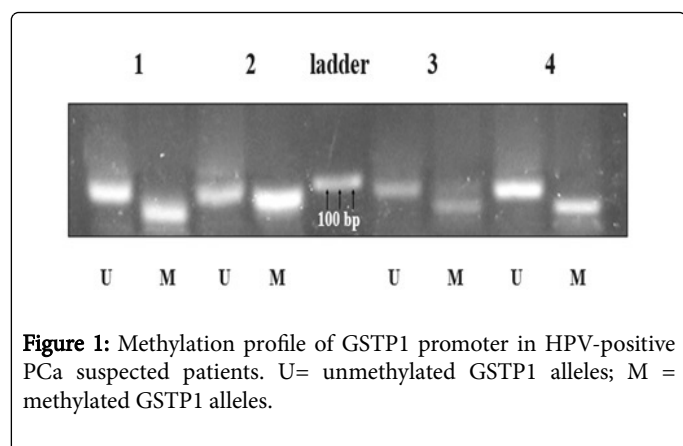 1 2 ladder 3 4
100 bp
U M U M U M U M
Figure 1: Methylation profile of GSTP1 promoter in HPV-positive
PCa suspected patients. U= unmethylated GSTP1 alleles; M =
methylated GSTP1 alleles.